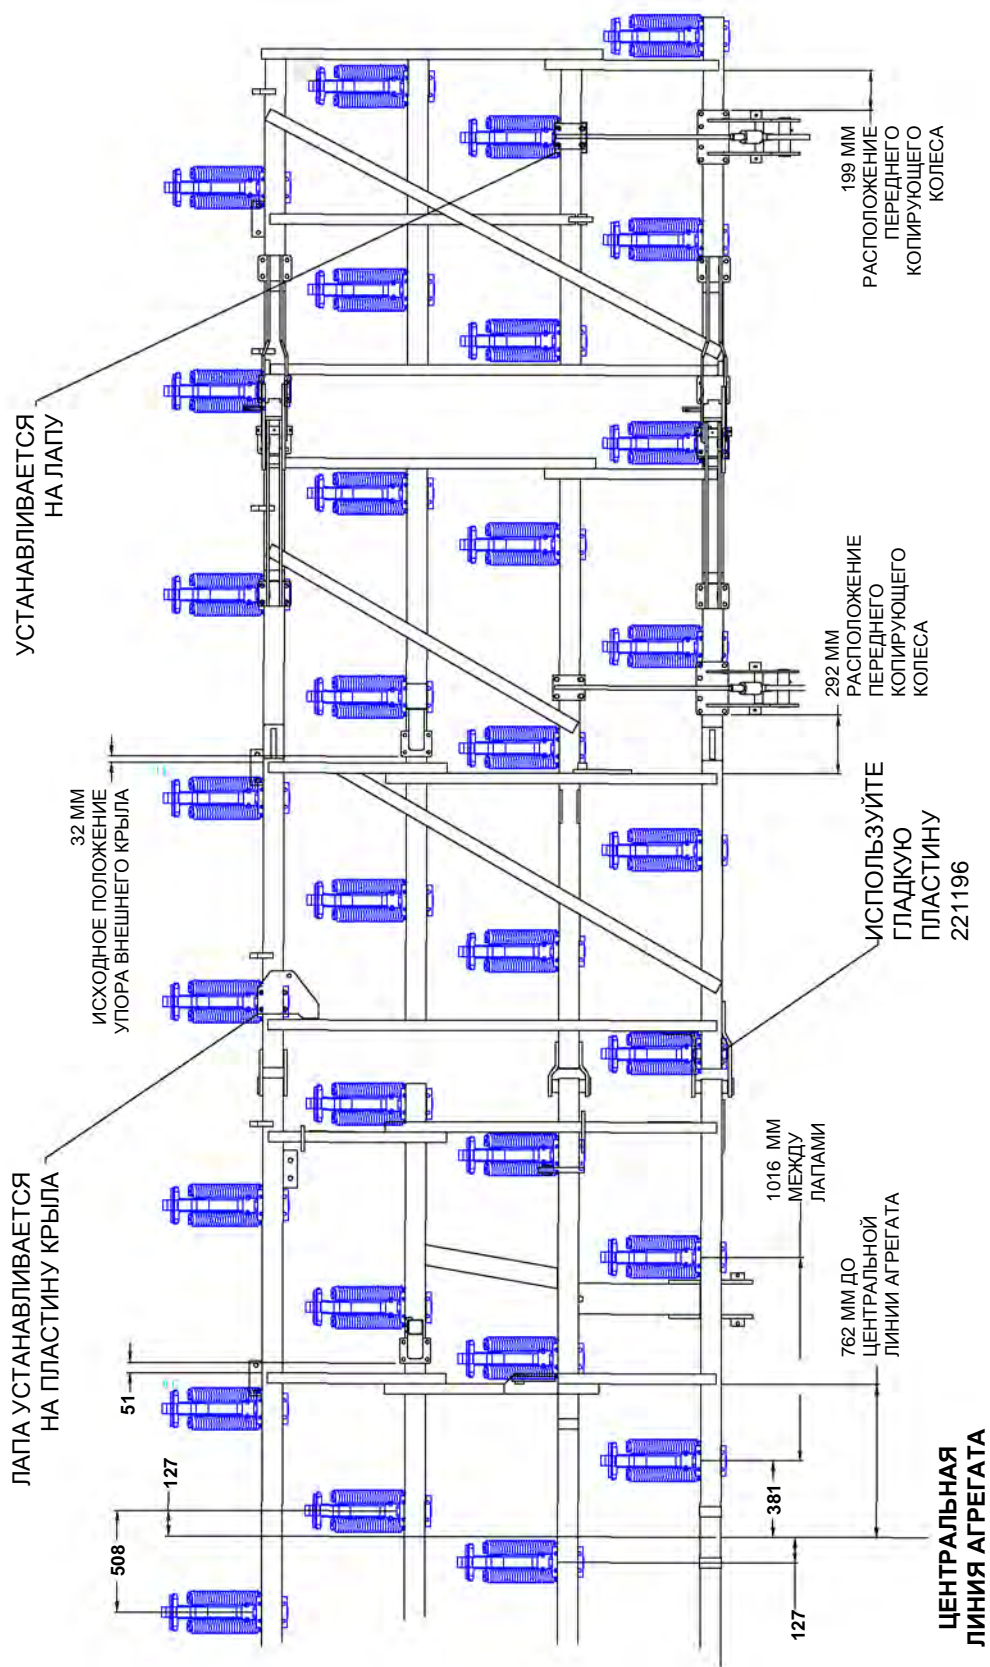 ЛАПА УСТАНАВЛИВАЕТСЯ
НА ПЛАСТИНУ КРЫЛА
32 ММ
ИСХОДНОЕ ПОЛОЖЕНИЕ
УПОРА ВНЕШНЕГО КРЫЛА
УСТАНАВЛИВАЕТСЯ
НА ЛАПУ
51
127
508
199 ММ
РАСПОЛОЖЕНИЕ
ПЕРЕДНЕГО
КОПИРУЮЩЕГО
КОЛЕСА
292 ММ
РАСПОЛОЖЕНИЕ
ПЕРЕДНЕГО
КОПИРУЮЩЕГО
КОЛЕСА
ИСПОЛЬЗУЙТЕ
ГЛАДКУЮ
ПЛАСТИНУ
221196
1016 ММ
МЕЖДУ
ЛАПАМИ
762 ММ ДО
ЦЕНТРАЛЬНОЙ
ЛИНИИ АГРЕГАТА
381
127
ЦЕНТРАЛЬНАЯ
ЛИНИЯ АГРЕГАТА